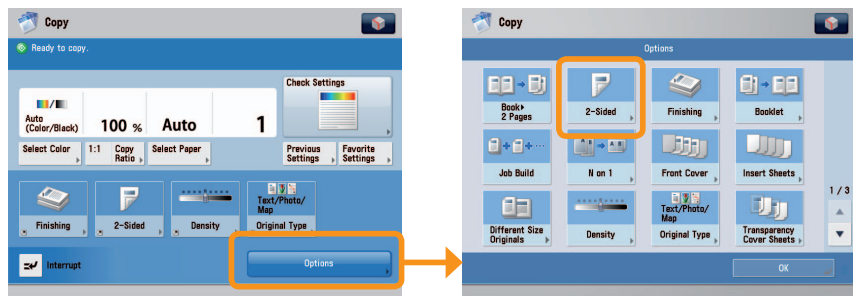 Copy
Ready to copy.
Check Settings
Auto
(Color/Black)
100 %
Auto
1
Select Color
1:1
Copy
Ratio
Select Paper
Previous
Settings
Favorite
Settings
Finishing
2-Sided
Density
Text/Photo/
Map
Original Type
Interrupt
Options
Copy
Options
Book
2 Pages
2-Sided
Finishing
Booklet
Job Build
N on 1
Front Cover
Insert Sheets
Different Size
Originals
Density
Text/Photo/
Map
Original Type
Transparency
Cover Sheets
1 / 3
OK